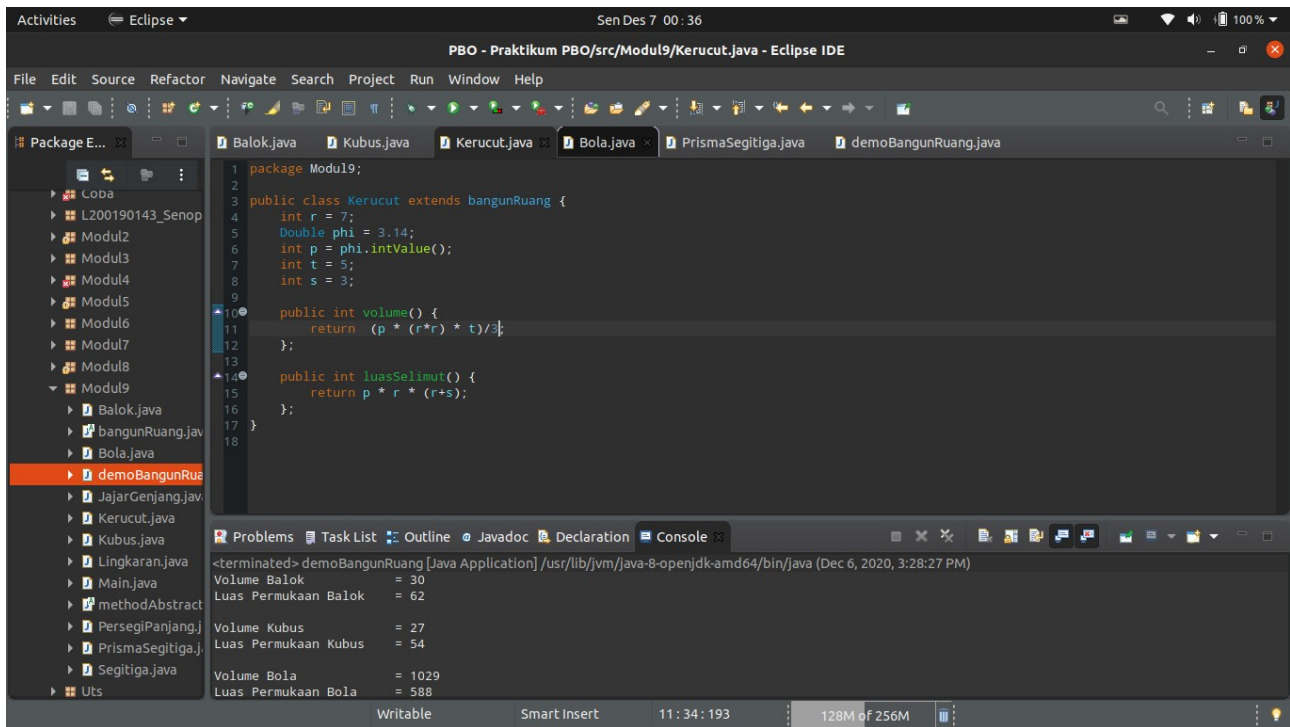 Activities Eclipse Sen Des 7 00 : 36 100 %
PBO - Praktikum PBO/src/Modul9/Kerucut.java - Eclipse IDE
File Edit Source Refactor Navigate Search Project Run Window Help
Package E... Balok.java Kubus.java Kerucut.java Bola.java PrismaSegitiga.java demoBangunRuang.java
Coba
L200190143_Senop
Modul2
Modul3
Modul4
Modul5
Modul6
Modul7
Modul8
Modul9
Balok.java
bangunRuang.jav
Bola.java
demoBangunRua
JajarGenjang.jav
Kerucut.java
Kubus.java
Lingkaran.java
Main.java
methodAbstract
PersegiPanjang.j
PrismaSegitiga.j
Segitiga.java
Uts
1 package Modul9;
2
3 public class Kerucut extends bangunRuang {
4 int r = 7;
5 Double phi = 3.14;
6 int p = phi.intValue();
7 int t = 5;
8 int s = 3;
9
10 public int volume() {
11 return (p * (r*r) * t)/3;
12 };
13
14 public int luasSelimut() {
15 return p * r * (r+s);
16 };
17 }
18
Problems Task List Outline Javadoc Declaration Console
<terminated> demoBangunRuang [Java Application] /usr/lib/jvm/java-8-openjdk-amd64/bin/java (Dec 6, 2020, 3:28:27 PM)
Volume Balok = 30
Luas Permukaan Balok = 62
Volume Kubus = 27
Luas Permukaan Kubus = 54
Volume Bola = 1029
Luas Permukaan Bola = 588
Writable Smart Insert 11 : 34 : 193 128M of 256M